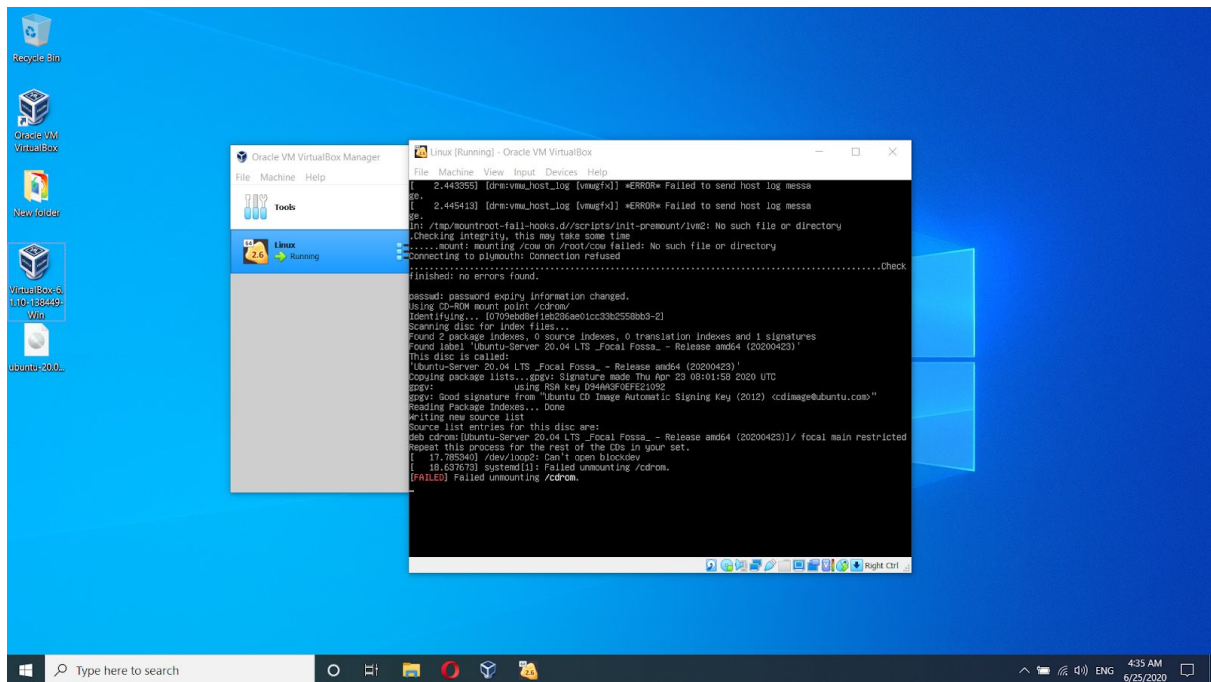 Recycle Bin
Oracle VM
VirtualBox
New folder
VirtualBox-6.
1.10-138449-
Win
ubuntu-20.0...
Oracle VM VirtualBox Manager
File Machine Help
Tools
64
2.6
Linux
Running
Linux [Running] - Oracle VM VirtualBox
File Machine View Input Devices Help
[ 2.443355] [drm:vmw_host_log [vmwgfx]] *ERROR* Failed to send host log messa
ge.
[ 2.445413] [drm:vmw_host_log [vmwgfx]] *ERROR* Failed to send host log messa
ge.
ln: /tmp/mountroot-fail-hooks.d//scripts/init-premount/lvm2: No such file or directory
.Checking integrity, this may take some time
......mount: mounting /cow on /root/cow failed: No such file or directory
Connecting to plymouth: Connection refused
................................................................................................Check
finished: no errors found.
passwd: password expiry information changed.
Using CD-ROM mount point /cdrom/
Identifying... [0709ebd8ef1eb286ae01cc33b2558bb3-2]
Scanning disc for index files...
Found 2 package indexes, 0 source indexes, 0 translation indexes and 1 signatures
Found label 'Ubuntu-Server 20.04 LTS _Focal Fossa_ - Release amd64 (20200423)'
This disc is called:
'Ubuntu-Server 20.04 LTS _Focal Fossa_ - Release amd64 (20200423)'
Copying package lists...gpgv: Signature made Thu Apr 23 08:01:58 2020 UTC
gpgv: using RSA key D94AA3F0EFE21092
gpgv: Good signature from "Ubuntu CD Image Automatic Signing Key (2012) <cdimage@ubuntu.com>"
Reading Package Indexes... Done
Writing new source list
Source list entries for this disc are:
deb cdrom:[Ubuntu-Server 20.04 LTS _Focal Fossa_ - Release amd64 (20200423)]/ focal main restricted
Repeat this process for the rest of the CDs in your set.
[ 17.785340] /dev/loop2: Can't open blockdev
[ 18.637673] systemd[1]: Failed unmounting /cdrom.
[FAILED] Failed unmounting /cdrom.
Right Ctrl
Type here to search
ENG
4:35 AM
6/25/2020